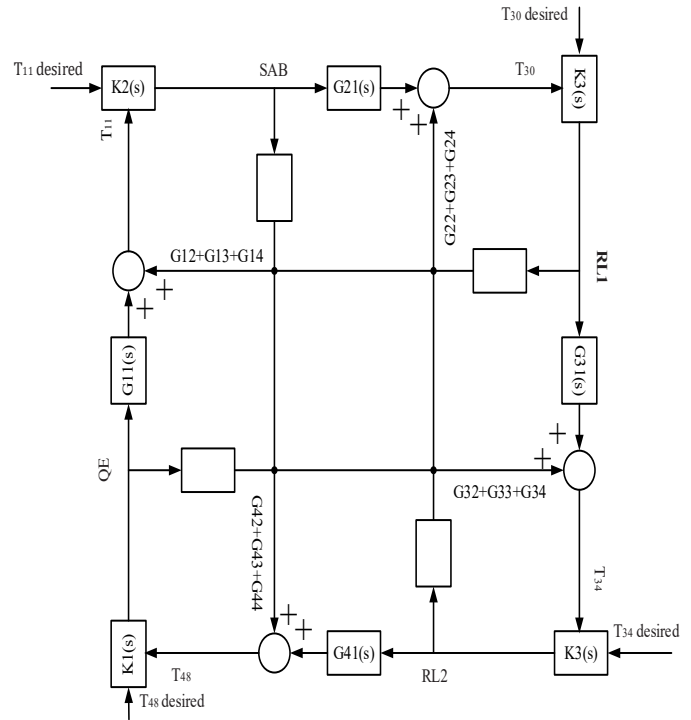 T30 desired
T11 desired
SAB
T30
K2(s)
G21(s)
K3(s)
+
+
T11
G22+G23+G24
G12+G13+G14
RL1
+
+
G11(s)
G31(s)
+
+
QE
G32+G33+G34
G42+G43+G44
T34
+
+
K1(s)
T48
G41(s)
RL2
K3(s)
T34 desired
T48 desired